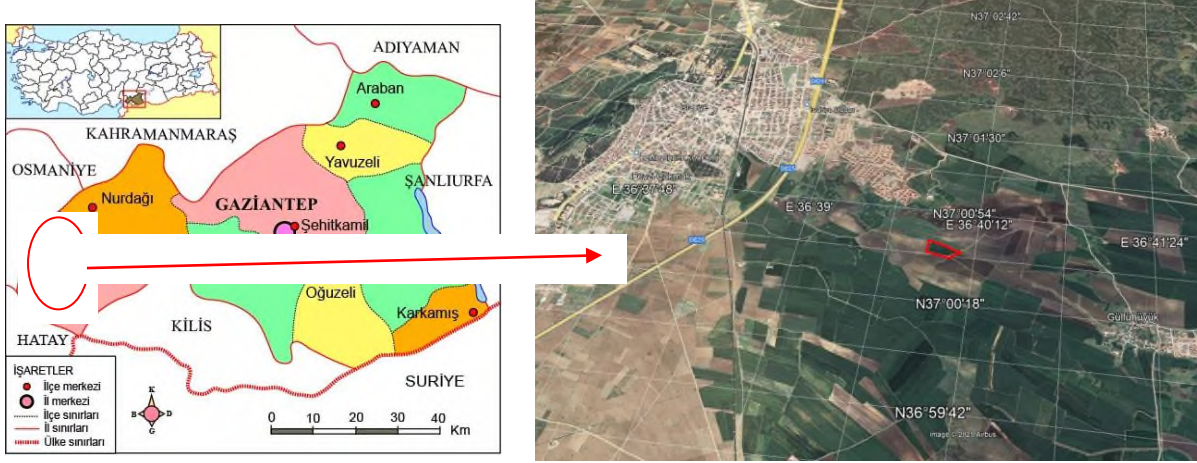 ADIYAMAN
Araban
KAHRAMANMARAŞ
Yavuzeli
OSMANİYE
ŞANLIURFA
Nurdağı
GAZİANTEP
Şehitkamil
Oğuzeli
Karkamış
KİLİS
HATAY
SURİYE
İŞARETLER
İlçe merkezi
İl merkezi
İlçe sınırları
İl sınırları
Ülke sınırları
K
B D
G
0 10 20 30 40
Km
N37°02'42"
N37°02'6"
N37°01'30"
E 36°37'48"
E 36°39'
N37°00'54"
E 36°40'12"
E 36°41'24"
D825
N37°00'18"
Güllühüyük
N36°59'42"